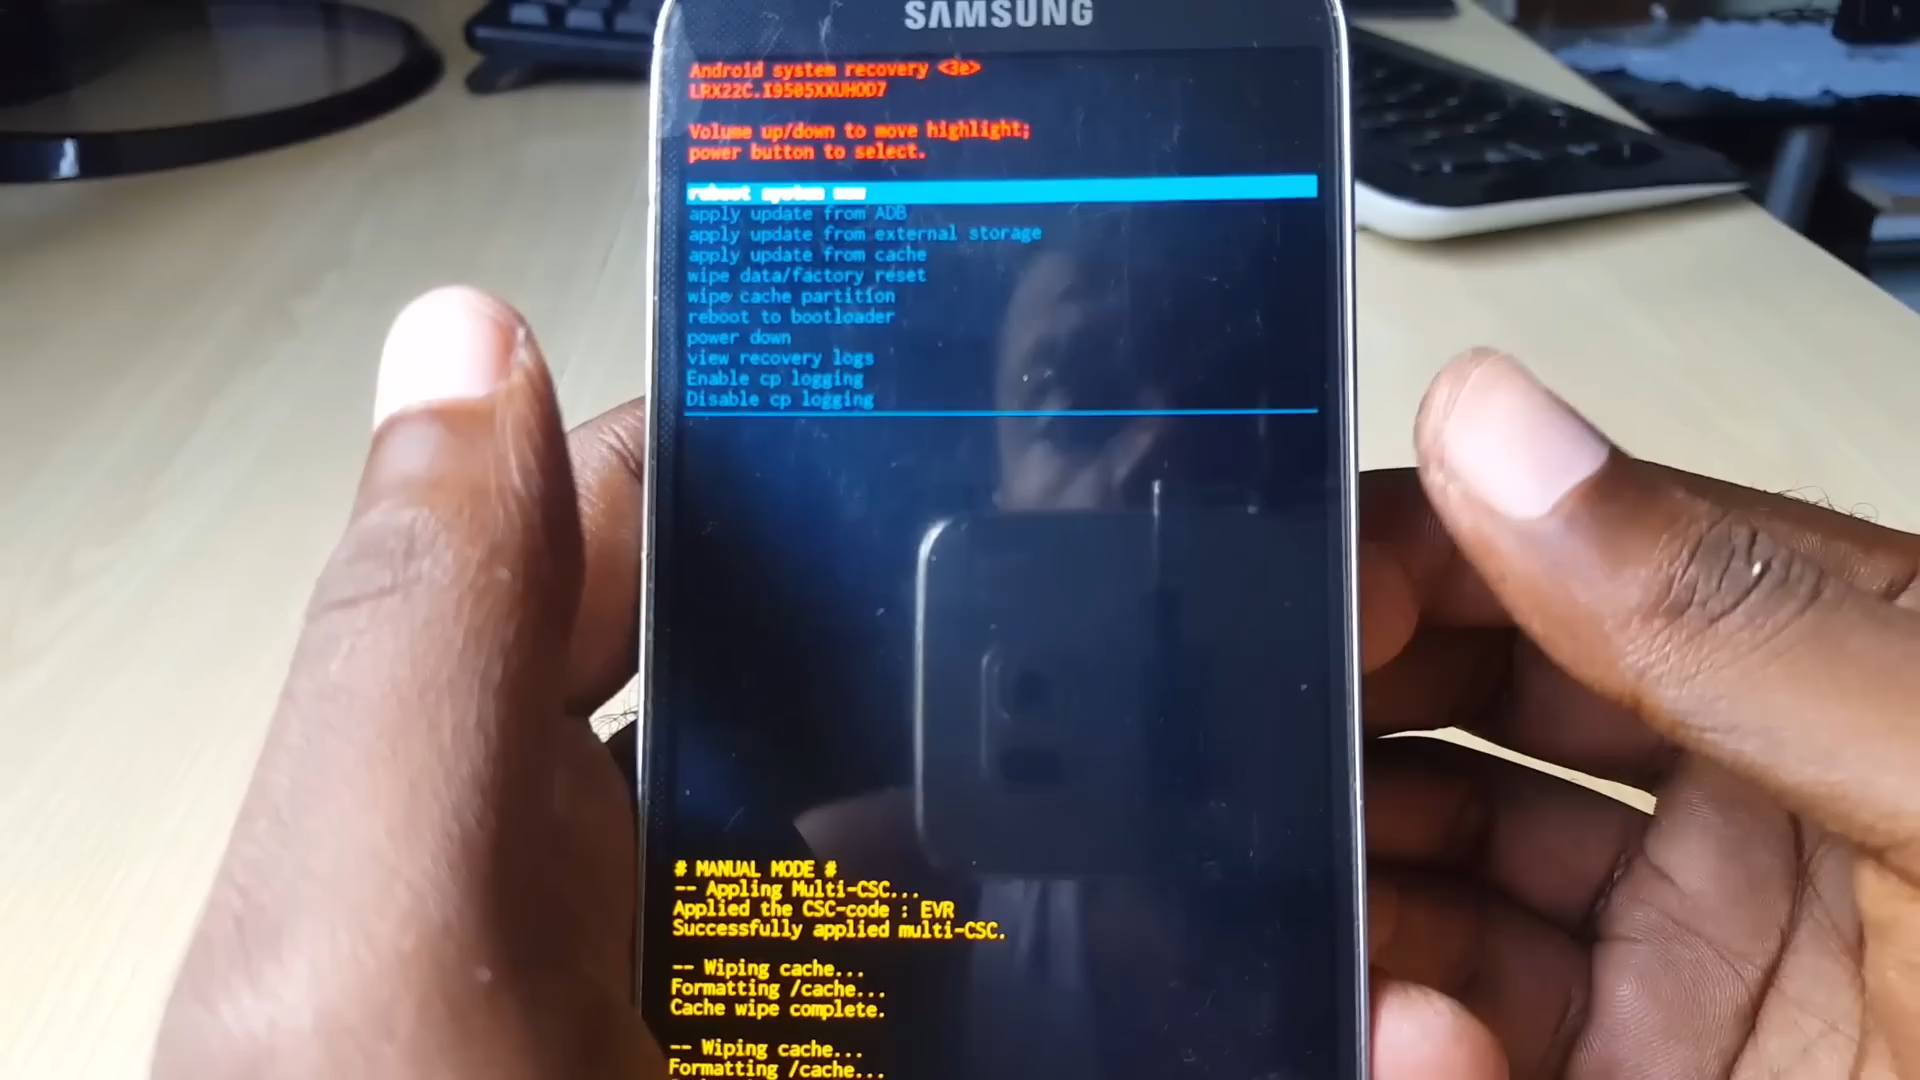 SAMSUNG
Android system recovery <3e>
LRX22C.I9505XXUHOD7
Volume up/down to move highlight;
power button to select.
reboot system now
apply update from ADB
apply update from external storage
apply update from cache
wipe data/factory reset
wipe cache partition
reboot to bootloader
power down
view recovery logs
Enable cp logging
Disable cp logging
# MANUAL MODE #
-- Appling Multi-CSC...
Applied the CSC-code : EVR
Successfully applied multi-CSC.
-- Wiping cache...
Formatting /cache...
Cache wipe complete.
-- Wiping cache...
Formatting /cache...